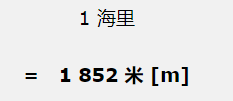 1 海里
= 1 852 米 [m]